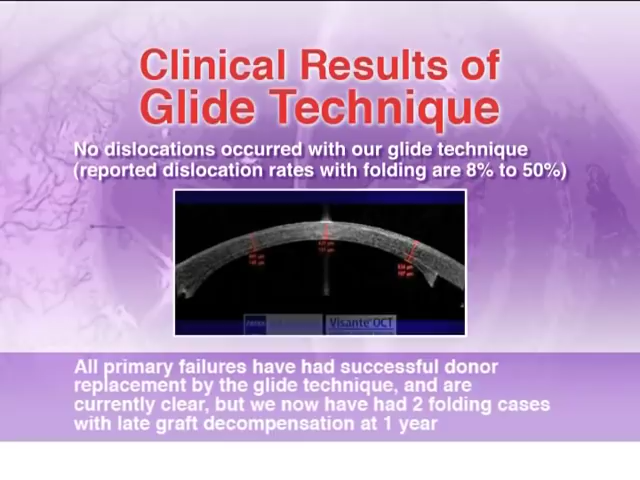 Clinical Results of
Glide Technique
No dislocations occurred with our glide technique
(reported dislocation rates with folding are 8% to 50%)
Visante OCT
All primary failures have had successful donor
replacement by the glide technique, and are
currently clear, but we now have had 2 folding cases
with late graft decompensation at 1 year